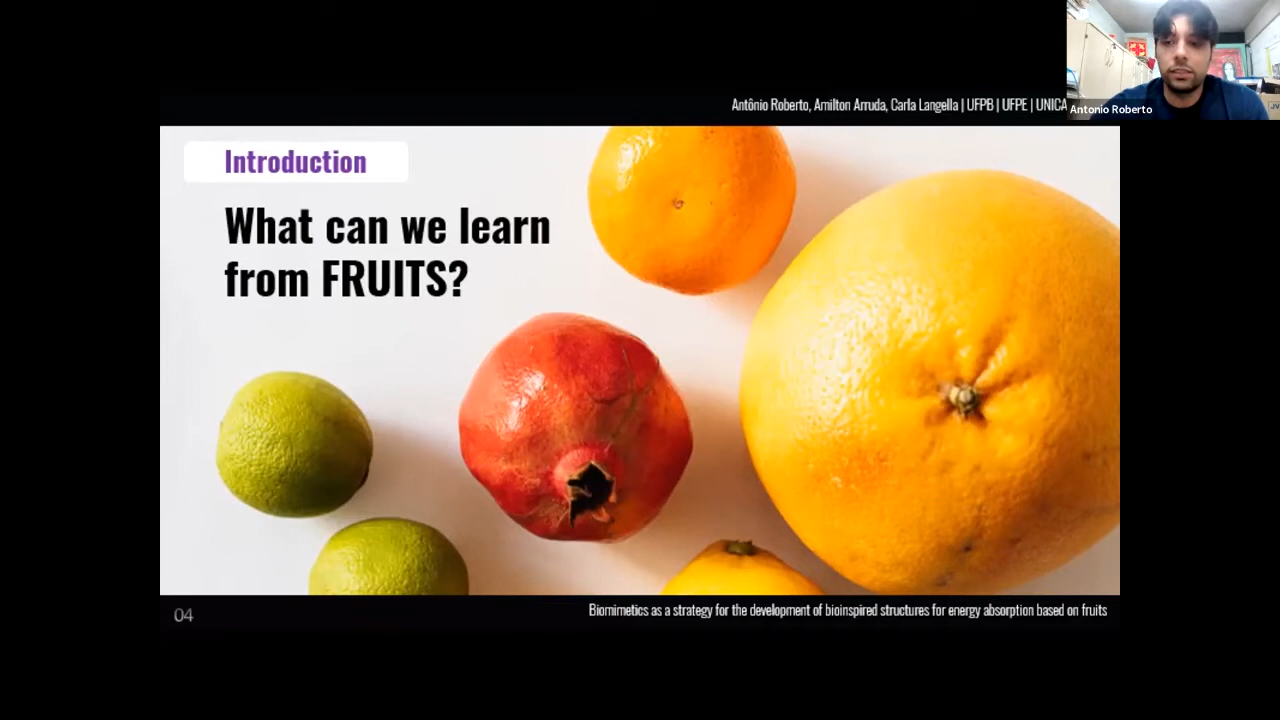 Antônio Roberto, Amilton Arruda, Carla Langella | UFPB | UFPE | UNICA
Antonio Roberto
Introduction
What can we learn
from FRUITS?
04
Biomimetics as a strategy for the development of bioinspired structures for energy absorption based on fruits